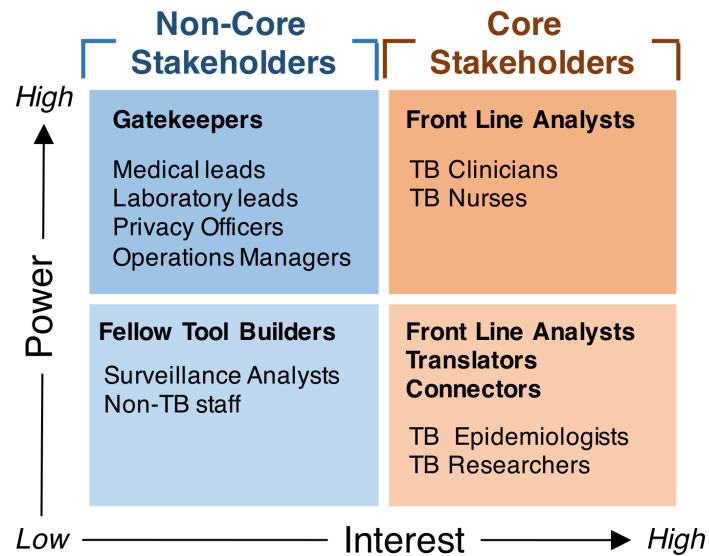 Non-Core
Stakeholders
Core
Stakeholders
High
Power
Gatekeepers
Medical leads
Laboratory leads
Privacy Officers
Operations Managers
Front Line Analysts
TB Clinicians
TB Nurses
Fellow Tool Builders
Surveillance Analysts
Non-TB staff
Front Line Analysts
Translators
Connectors
TB Epidemiologists
TB Researchers
Low
Interest
High